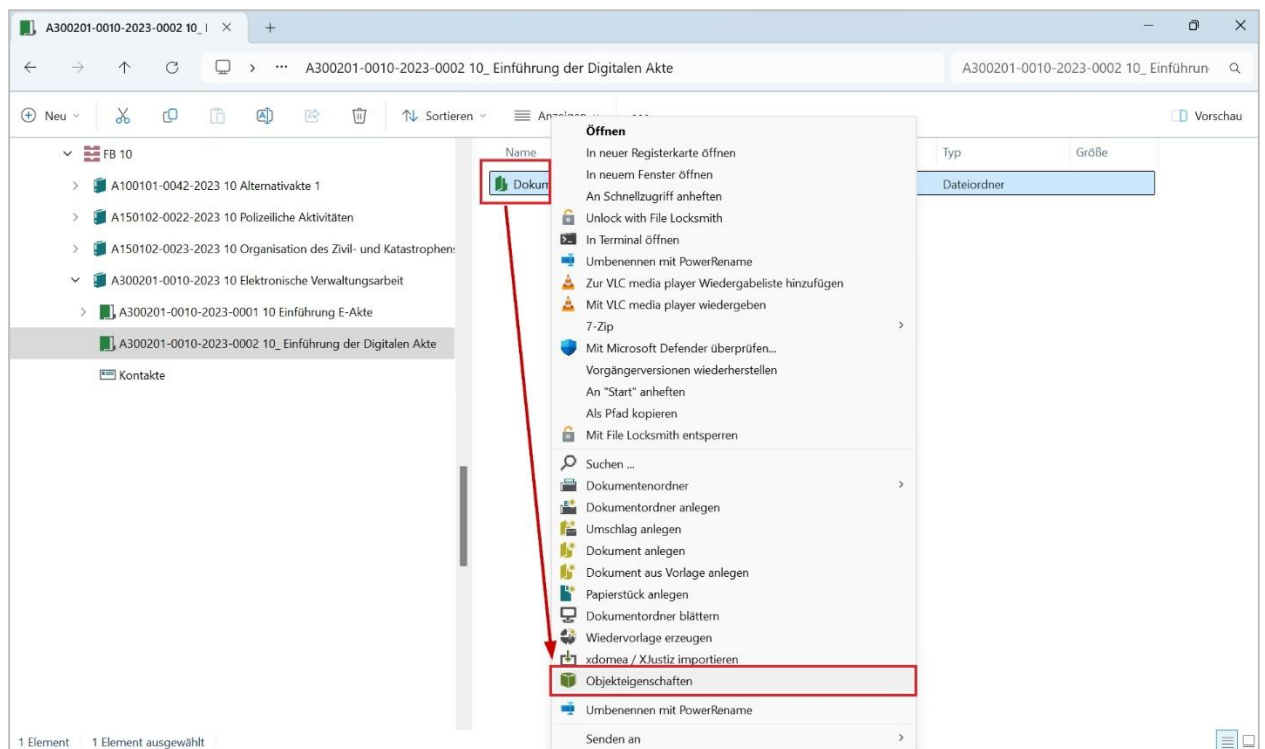 A300201-0010-2023-0002 10_ I
A300201-0010-2023-0002 10_ Einführung der Digitalen Akte
A300201-0010-2023-0002 10_ Einführun
Neu
Sortieren
Anzeigen
Vorschau
FB 10
A100101-0042-2023 10 Alternativakte 1
A150102-0022-2023 10 Polizeiliche Aktivitäten
A150102-0023-2023 10 Organisation des Zivil- und Katastrophen:
A300201-0010-2023 10 Elektronische Verwaltungsarbeit
A300201-0010-2023-0001 10 Einführung E-Akte
A300201-0010-2023-0002 10_ Einführung der Digitalen Akte
Kontakte
Name
Typ
Größe
Dokum
Dateiordner
Öffnen
In neuer Registerkarte öffnen
In neuem Fenster öffnen
An Schnellzugriff anheften
Unlock with File Locksmith
In Terminal öffnen
Umbenennen mit PowerRename
Zur VLC media player Wiedergabeliste hinzufügen
Mit VLC media player wiedergeben
7-Zip
Mit Microsoft Defender überprüfen...
Vorgängerversionen wiederherstellen
An "Start" anheften
Als Pfad kopieren
Mit File Locksmith entsperren
Suchen ...
Dokumentenordner
Dokumentordner anlegen
Umschlag anlegen
Dokument anlegen
Dokument aus Vorlage anlegen
Papierstück anlegen
Dokumentordner blättern
Wiedervorlage erzeugen
xdomea / XJustiz importieren
Objekteigenschaften
Umbenennen mit PowerRename
Senden an
1 Element
1 Element ausgewählt